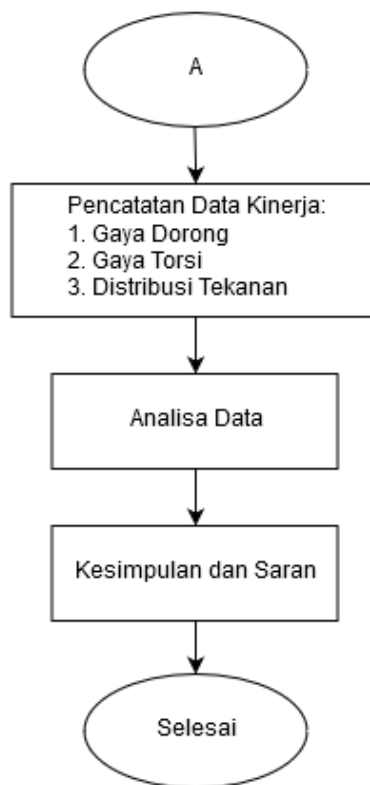 A
Pencatatan Data Kinerja:
1. Gaya Dorong
2. Gaya Torsi
3. Distribusi Tekanan
Analisa Data
Kesimpulan dan Saran
Selesai